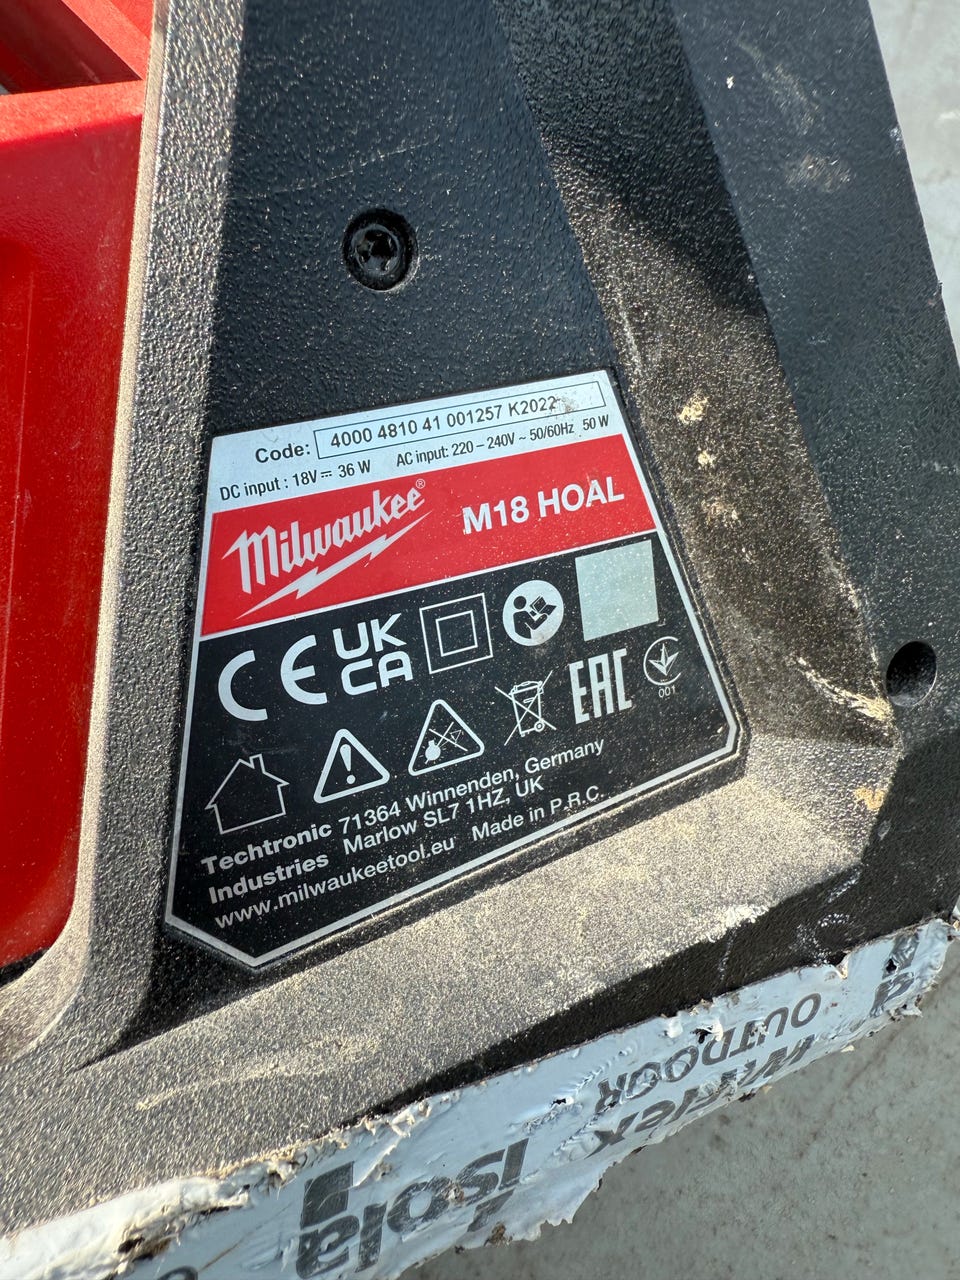 Code: 4000 4810 41 001257 K2022
DC input : 18V⎓ 36 W AC input: 220 – 240V ~ 50/60Hz 50 W
Milwaukee®
M18 HOAL
CE UK CA
EAC
001
Techtronic 71364 Winnenden, Germany
Industries Marlow SL7 1HZ, UK
www.milwaukeetool.eu Made in P.R.C.
OUTDOOR
Isola